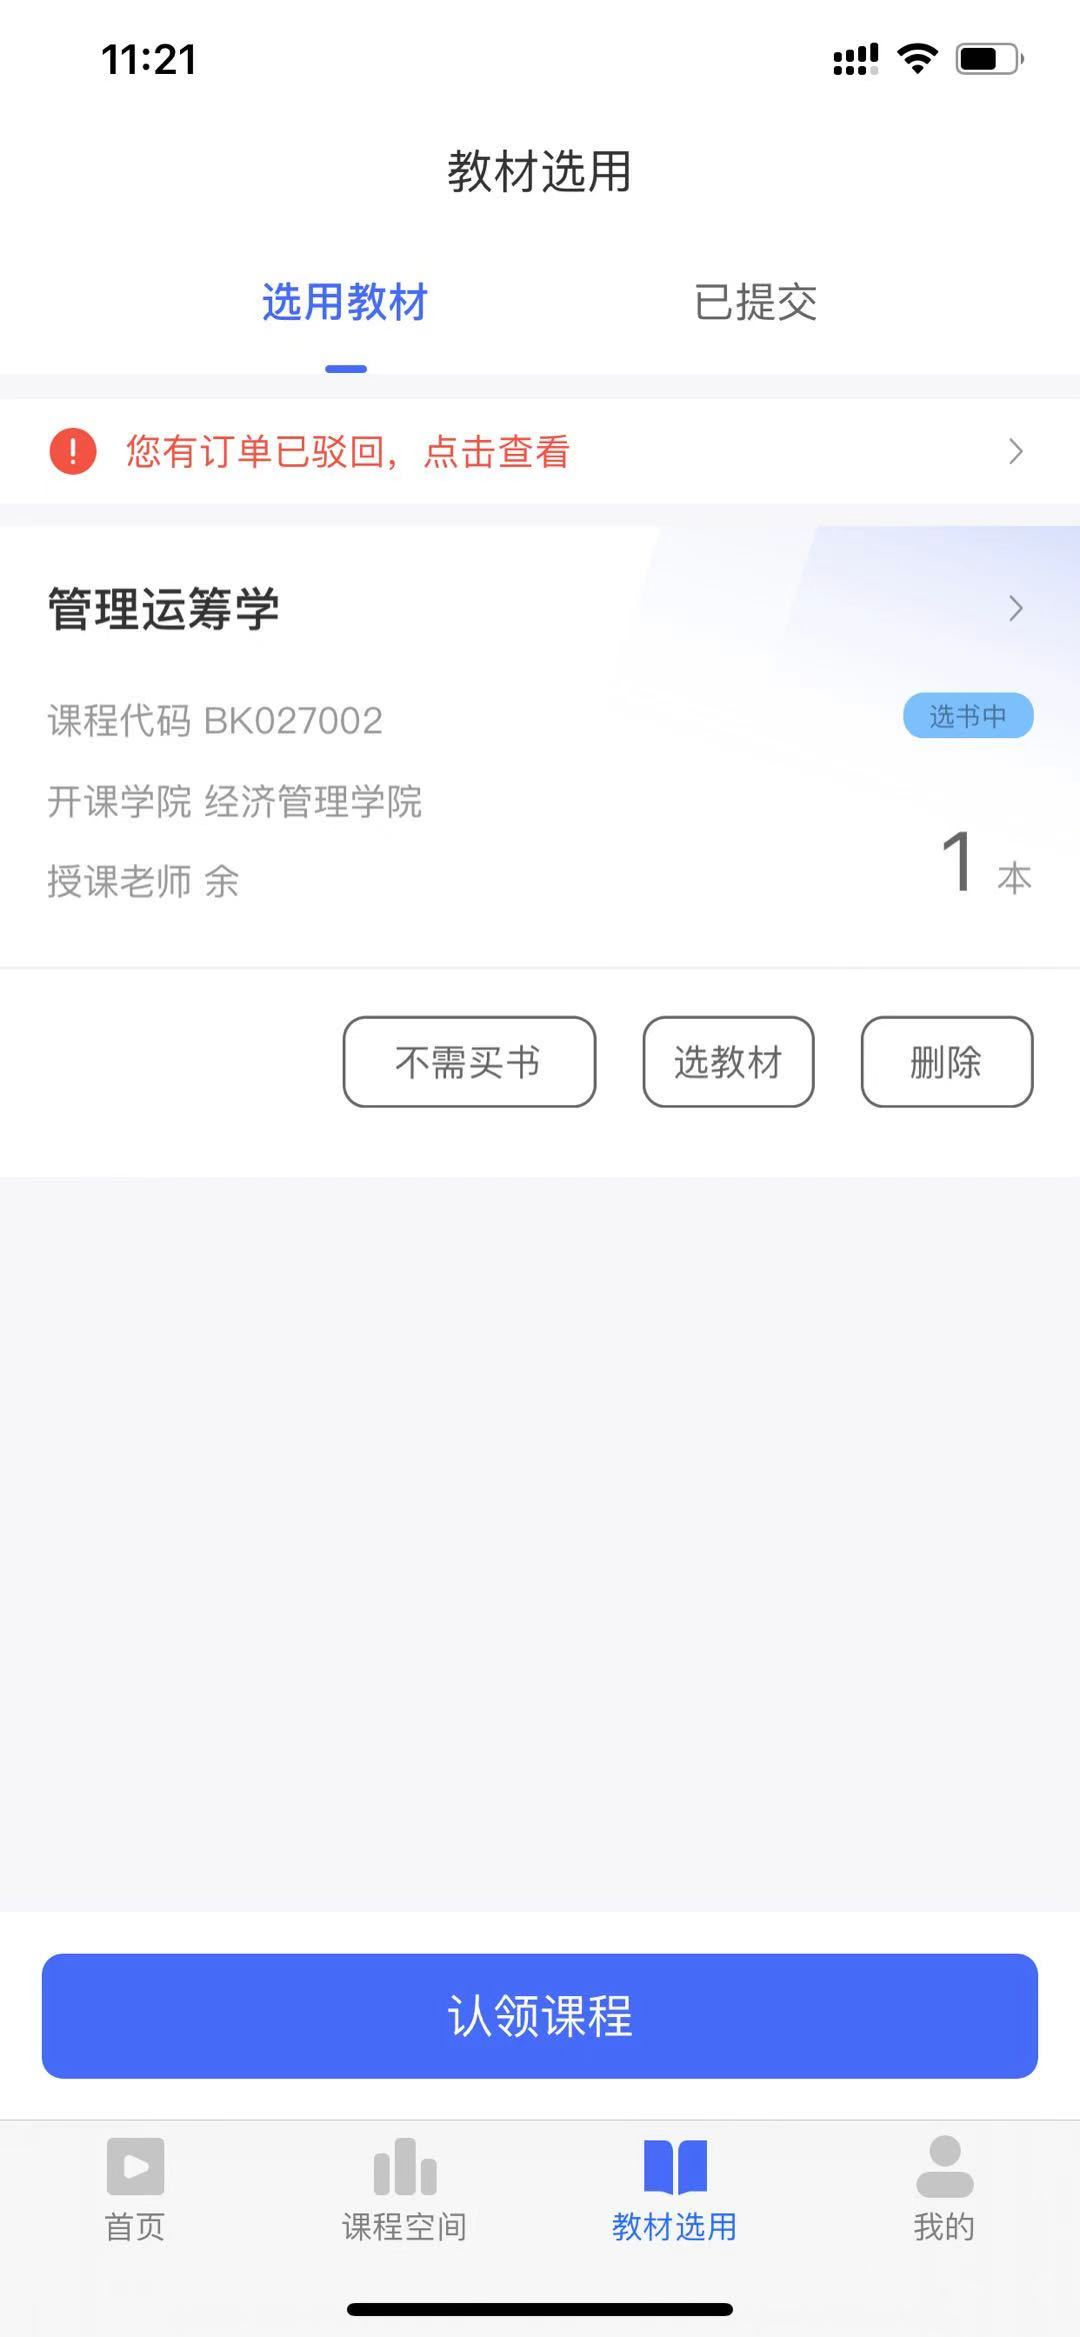 11:21
教材选用
选用教材 已提交
您有订单已驳回，点击查看
管理运筹学
课程代码 BK027002
选书中
开课学院 经济管理学院
授课老师 余
1 本
不需买书 选教材 删除
认领课程
首页 课程空间 教材选用 我的